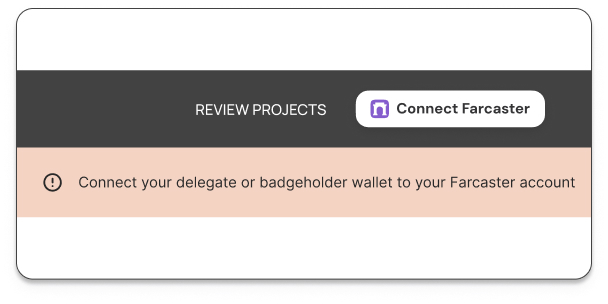 REVIEW PROJECTS
Connect Farcaster
Connect your delegate or badgeholder wallet to your Farcaster account